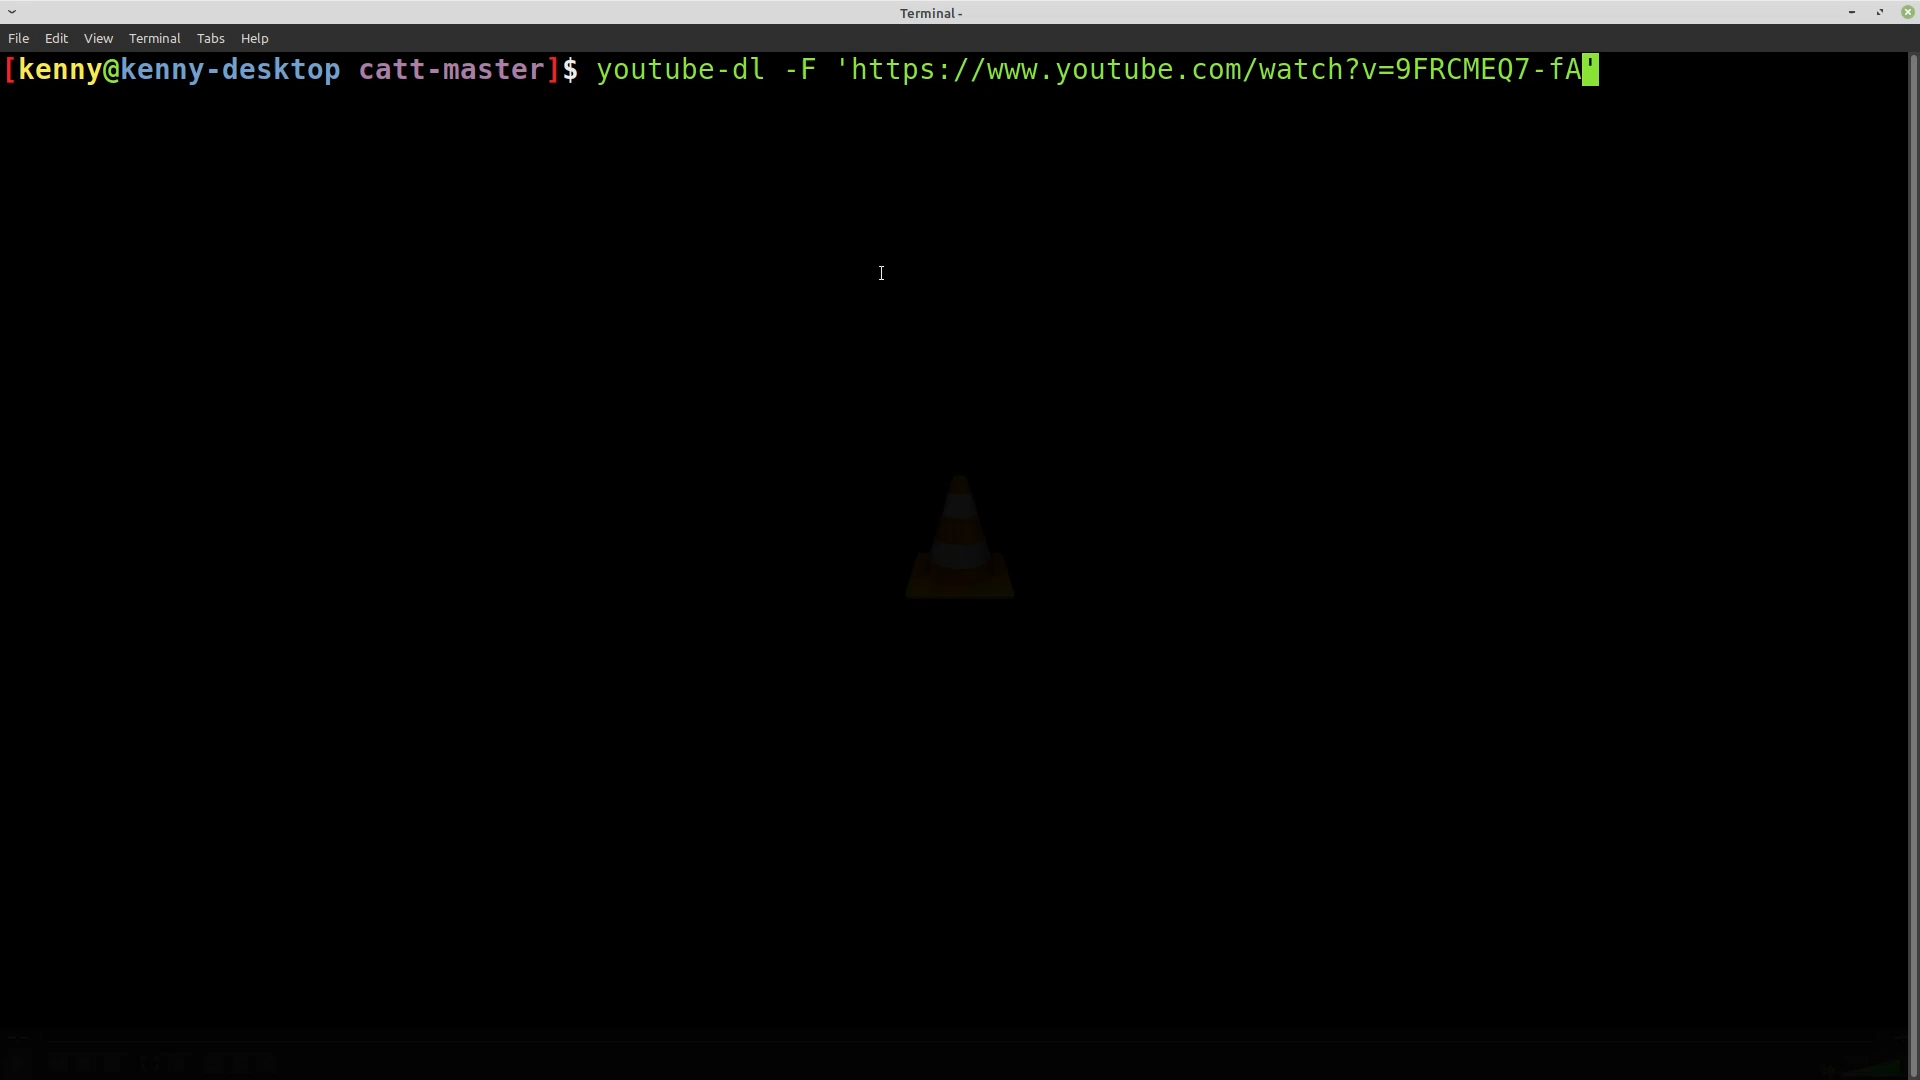 Terminal -
File Edit View Terminal Tabs Help
[kenny@kenny-desktop catt-master]$ youtube-dl -F 'https://www.youtube.com/watch?v=9FRCMEQ7-fA'